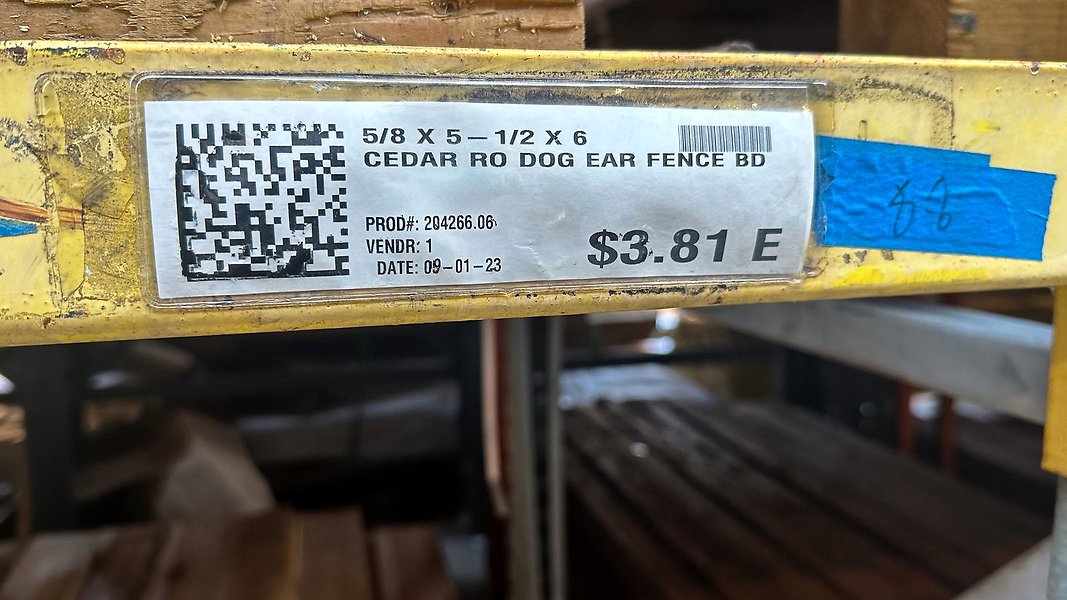 5/8 X 5-1/2 X 6
CEDAR RO DOG EAR FENCE BD
PROD#: 204266.06
VENDR: 1
DATE: 09-01-23
$3.81 E
88